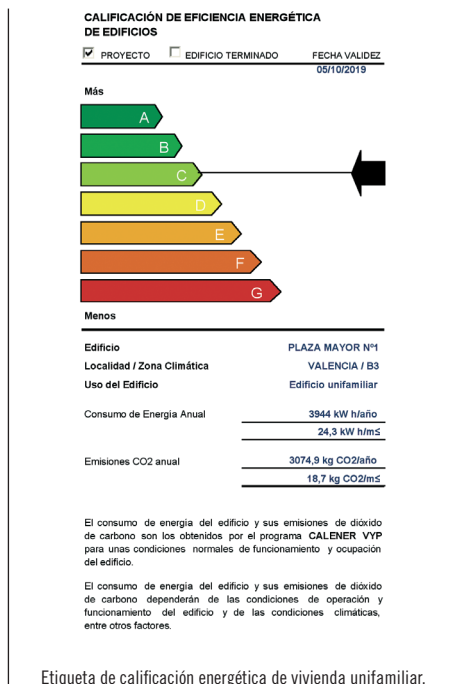 CALIFICACIÓN DE EFICIENCIA ENERGÉTICA
DE EDIFICIOS
PROYECTO EDIFICIO TERMINADO FECHA VALIDEZ
05/10/2019
Más
A
B
C
D
E
F
G
Menos
Edificio PLAZA MAYOR Nº1
Localidad / Zona Climática VALENCIA / B3
Uso del Edificio Edificio unifamiliar
Consumo de Energía Anual 3944 kW h/año
24,3 kW h/m≤
Emisiones CO2 anual 3074,9 kg CO2/año
18,7 kg CO2/m≤
El consumo de energia del edificio y sus emisiones de dióxido
de carbono son los obtenidos por el programa CALENER VYP
para unas condiciones normales de funcionamiento y ocupación
del edificio.
El consumo de energia del edificio y sus emisiones de dióxido
de carbono dependerán de las condiciones de operación y
funcionamiento del edificio y de las condiciones climáticas,
entre otros factores.
Etiqueta de calificación energética de vivienda unifamiliar.